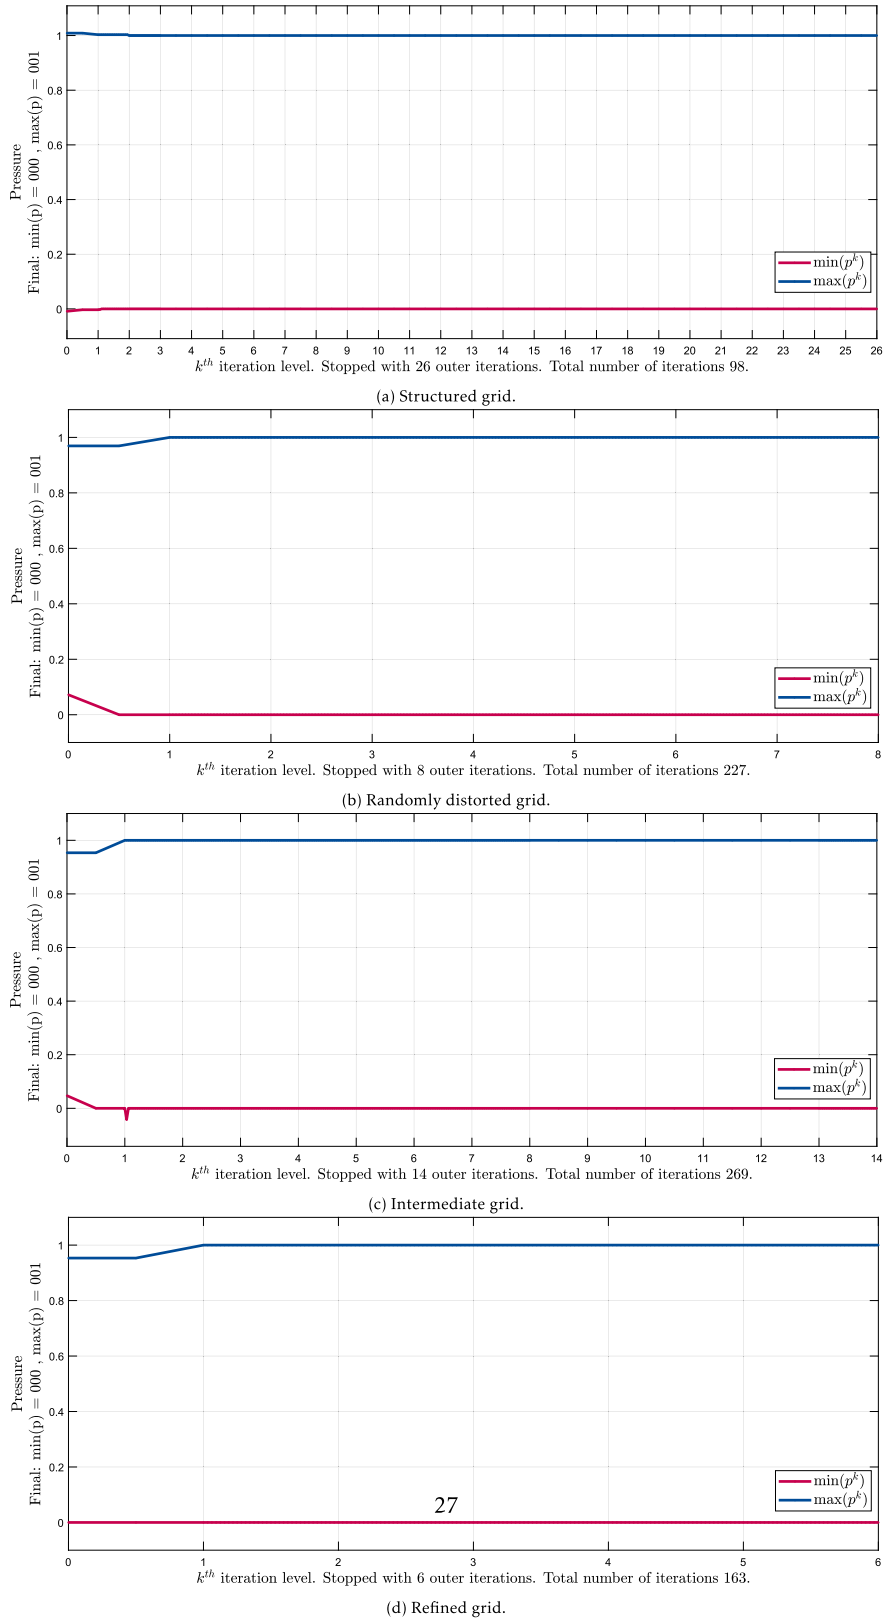 Pressure
Final: min(p) = 000 , max(p) = 001
1
0.8
0.6
0.4
0.2
0
min(p^k)
max(p^k)
0 1 2 3 4 5 6 7 8 9 10 11 12 13 14 15 16 17 18 19 20 21 22 23 24 25 26
k^th iteration level. Stopped with 26 outer iterations. Total number of iterations 98.
(a) Structured grid.
Pressure
Final: min(p) = 000 , max(p) = 001
1
0.8
0.6
0.4
0.2
0
min(p^k)
max(p^k)
0 1 2 3 4 5 6 7 8
k^th iteration level. Stopped with 8 outer iterations. Total number of iterations 227.
(b) Randomly distorted grid.
Pressure
Final: min(p) = 000 , max(p) = 001
1
0.8
0.6
0.4
0.2
0
min(p^k)
max(p^k)
0 1 2 3 4 5 6 7 8 9 10 11 12 13 14
k^th iteration level. Stopped with 14 outer iterations. Total number of iterations 269.
(c) Intermediate grid.
Pressure
Final: min(p) = 000 , max(p) = 001
1
0.8
0.6
0.4
0.2
0
min(p^k)
max(p^k)
27
0 1 2 3 4 5 6
k^th iteration level. Stopped with 6 outer iterations. Total number of iterations 163.
(d) Refined grid.